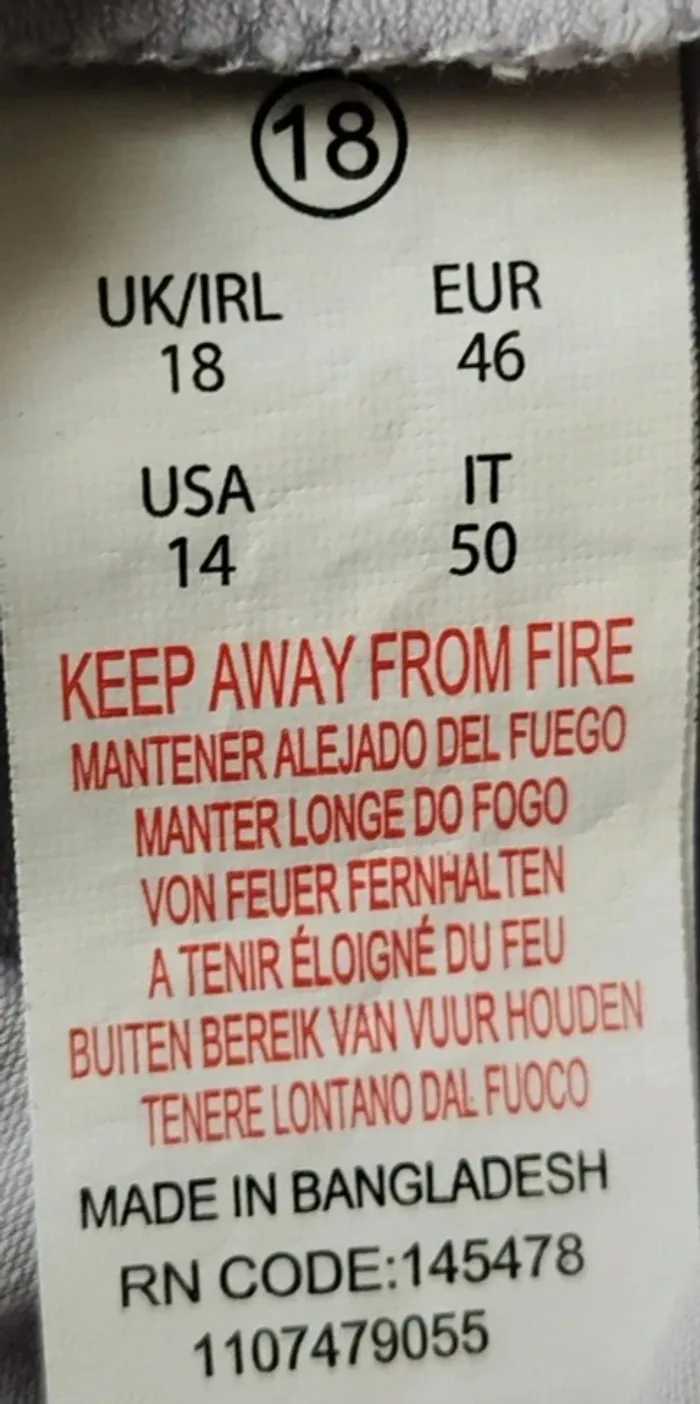 18
UK/IRL EUR
18 46
USA IT
14 50
KEEP AWAY FROM FIRE
MANTENER ALEJADO DEL FUEGO
MANTER LONGE DO FOGO
VON FEUER FERNHALTEN
A TENIR ÉLOIGNÉ DU FEU
BUITEN BEREIK VAN VUUR HOUDEN
TENERE LONTANO DAL FUOCO
MADE IN BANGLADESH
RN CODE:145478
1107479055